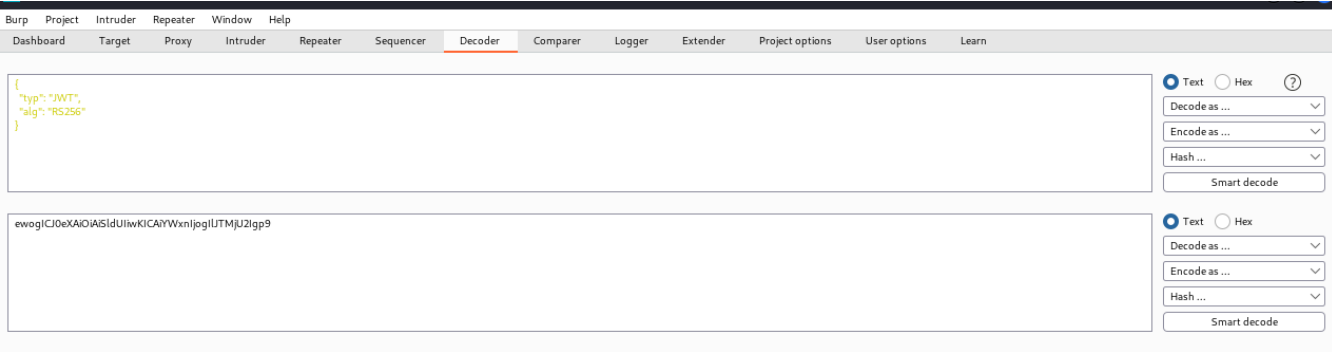 Burp Project Intruder Repeater Window Help
Dashboard Target Proxy Intruder Repeater Sequencer Decoder Comparer Logger Extender Project options User options Learn
{
"typ": "JWT",
"alg": "RS256"
}
Text Hex ?
Decode as ...
Encode as ...
Hash ...
Smart decode
ewogICJ0eXAiOiAiSldUIiwKICAiYWxnIjogIlJTMjU2Igp9
Text Hex
Decode as ...
Encode as ...
Hash ...
Smart decode